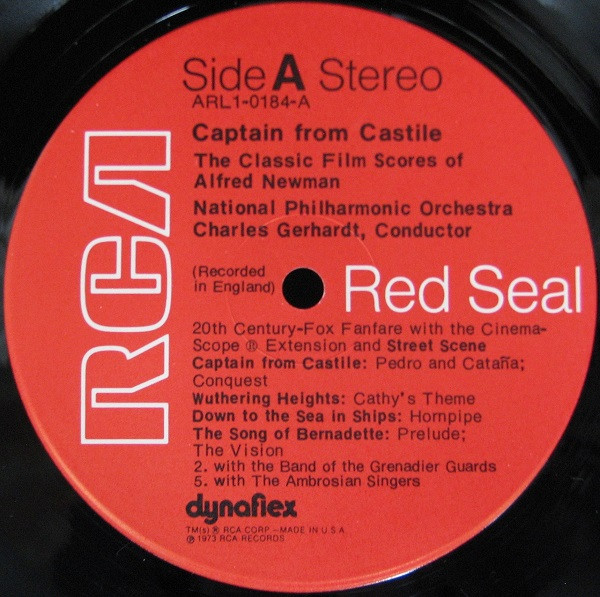 Side A Stereo
ARL1-0184-A
Captain from Castile
The Classic Film Scores of
Alfred Newman
National Philharmonic Orchestra
Charles Gerhardt, Conductor
(Recorded
in England)
RCA
Red Seal
20th Century-Fox Fanfare with the Cinema-
Scope ® Extension and Street Scene
Captain from Castile: Pedro and Cataña;
Conquest
Wuthering Heights: Cathy's Theme
Down to the Sea in Ships: Hornpipe
The Song of Bernadette: Prelude;
The Vision
2. with the Band of the Grenadier Guards
5. with The Ambrosian Singers
dynaflex
TM(s) ® RCA CORP – MADE IN U.S.A.
℗ 1973 RCA RECORDS